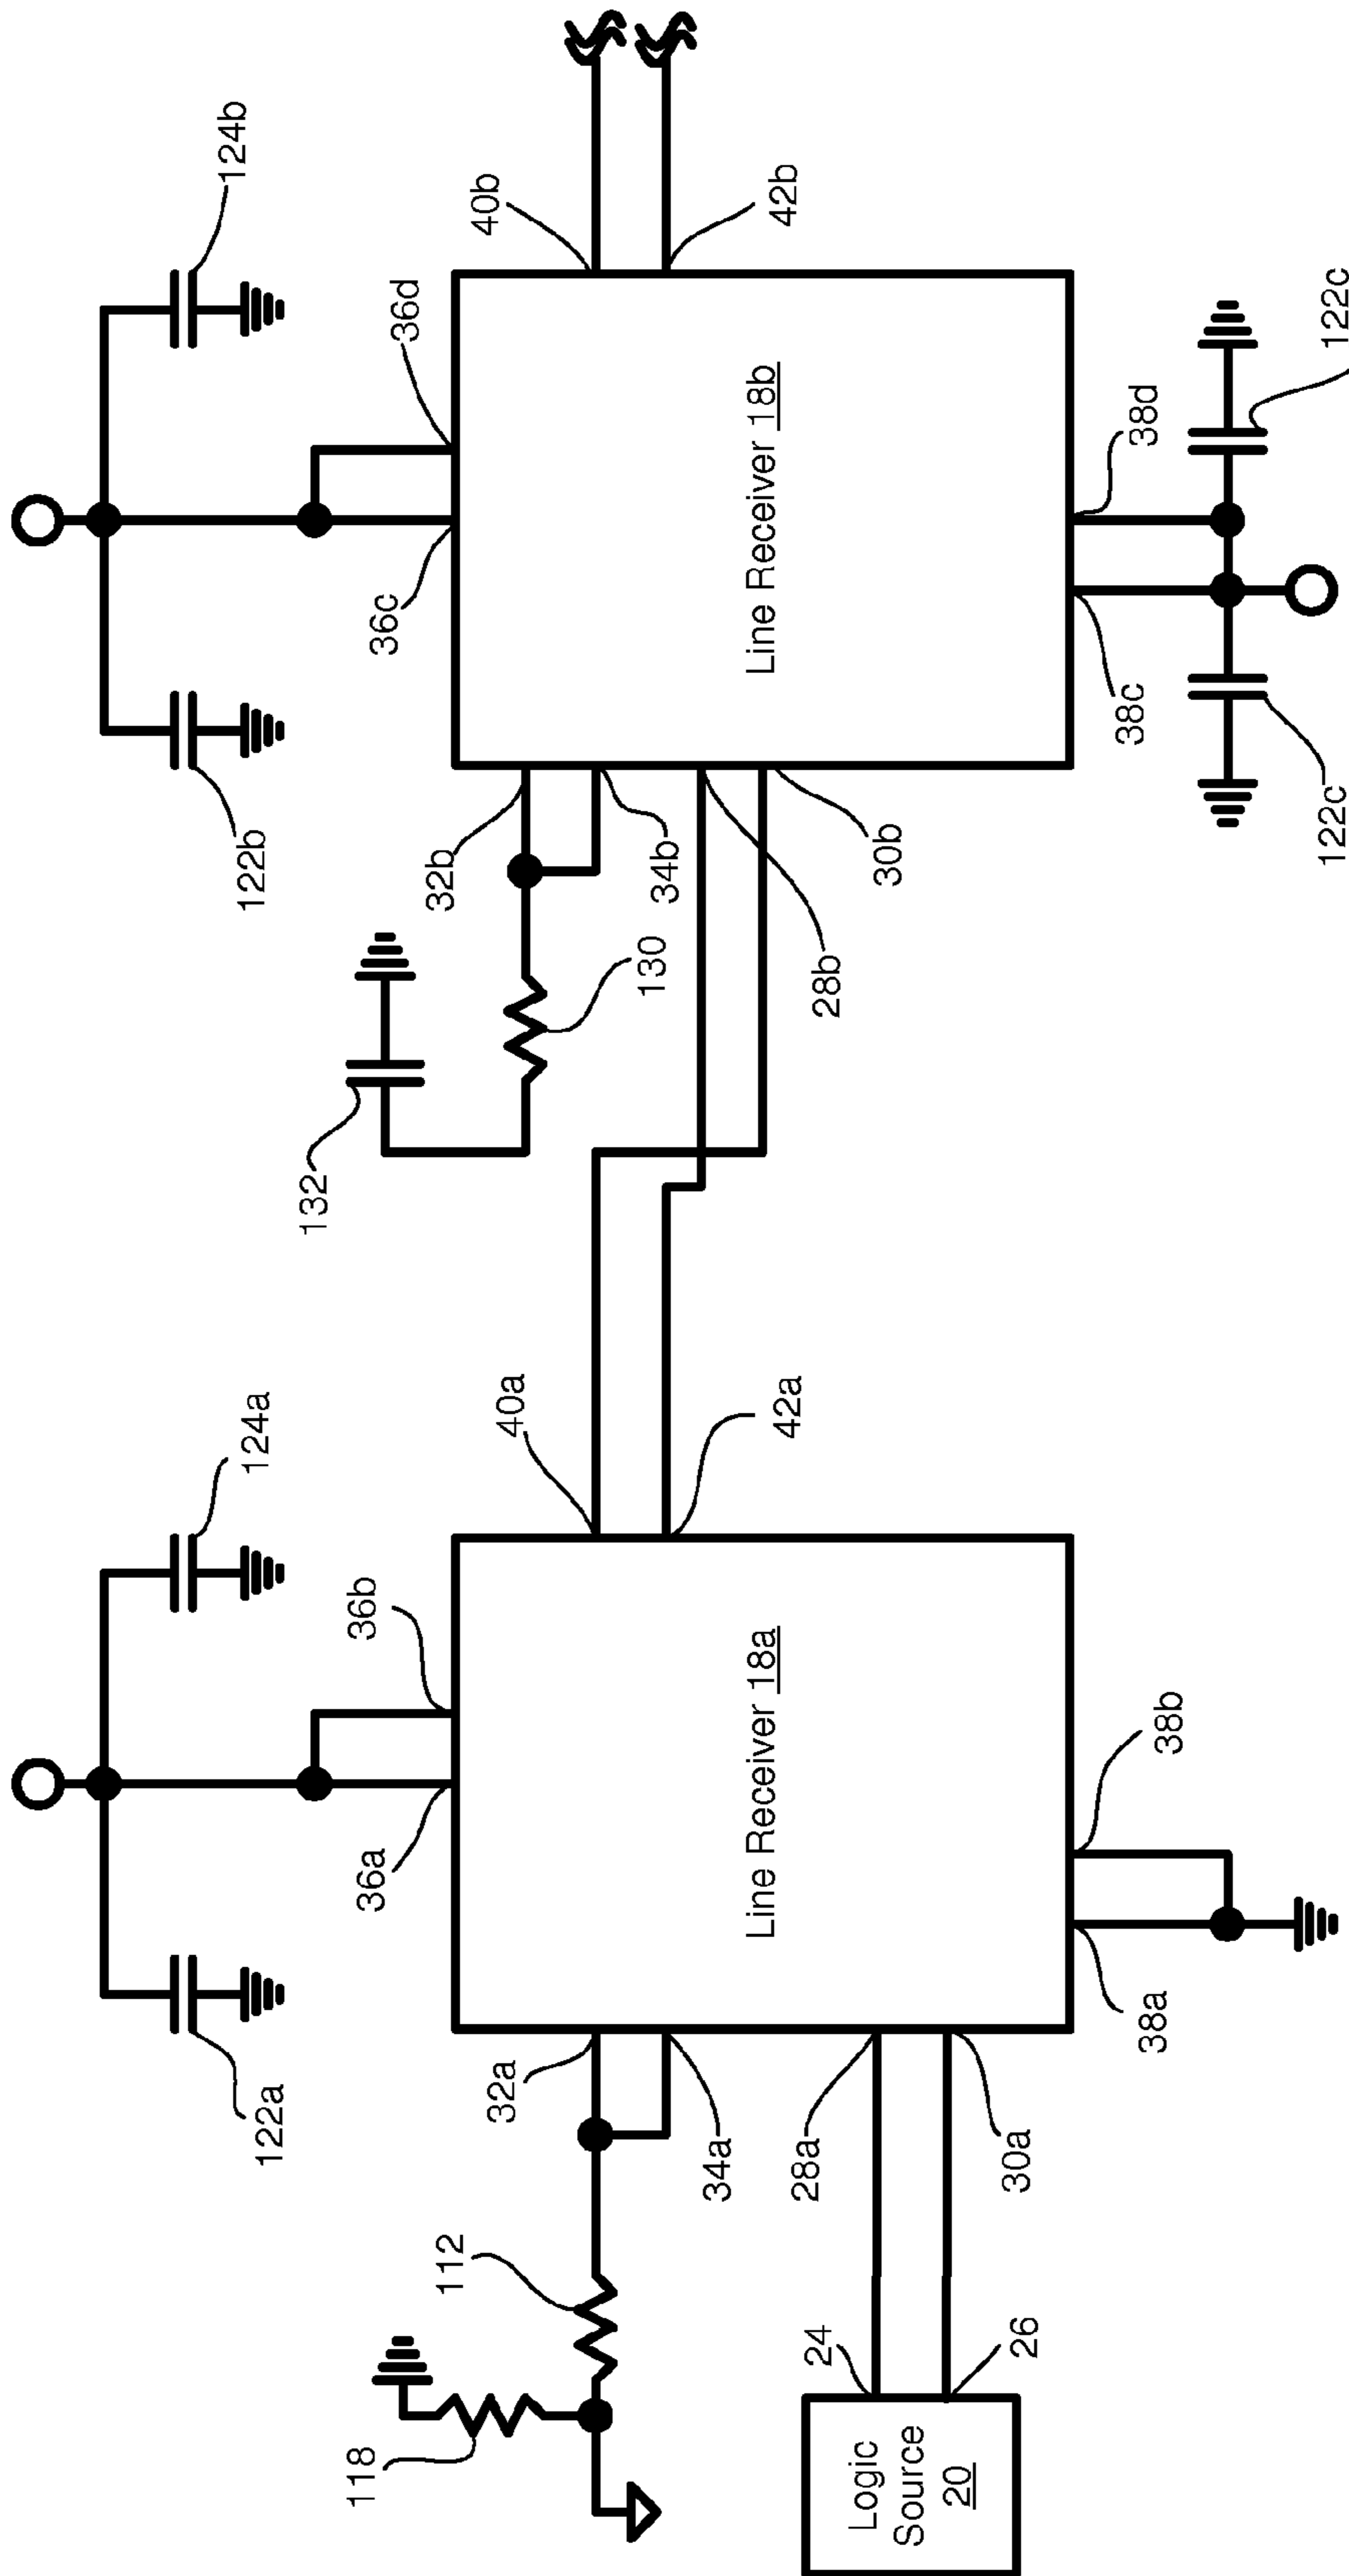 122a
124a
122b
124b
36a
36b
36c
36d
118
112
32a
34a
40a
42a
132
130
32b
34b
40b
42b
Logic
Source
20
24
26
28a
30a
Line Receiver 18a
28b
30b
Line Receiver 18b
38a
38b
38c
38d
122c
122c